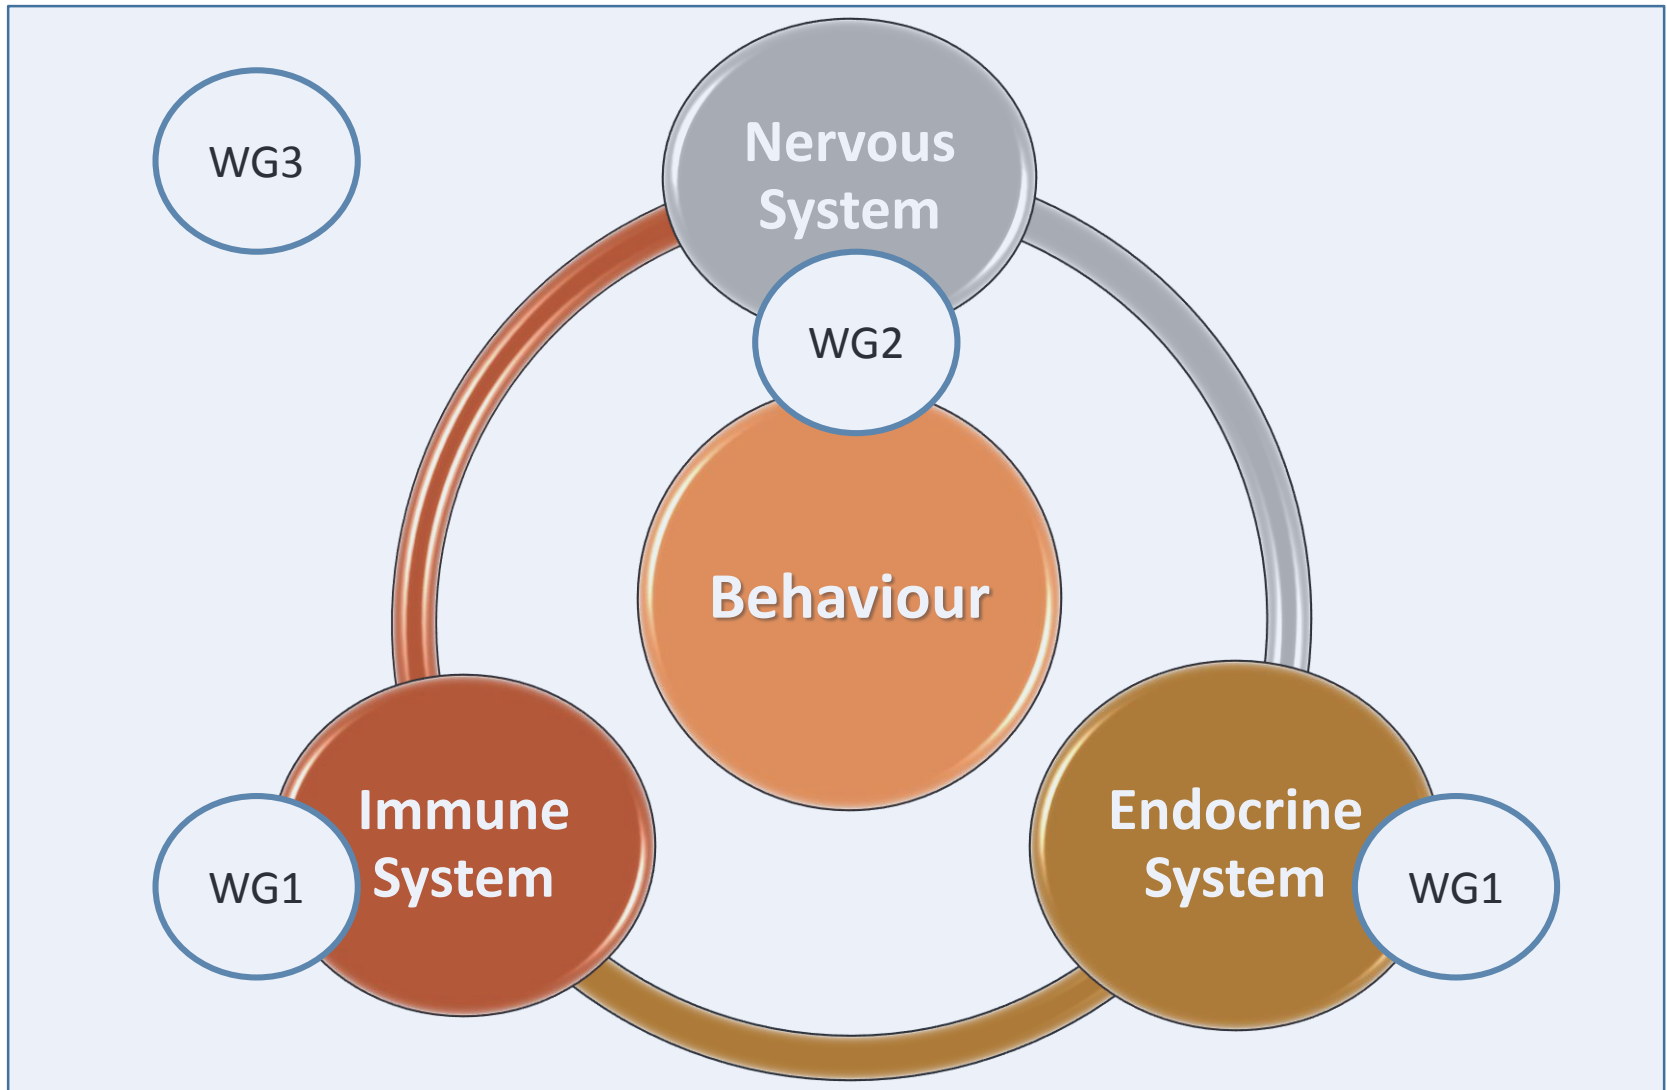 WG3
Nervous
System
WG2
Behaviour
Immune
System
WG1
Endocrine
System
WG1